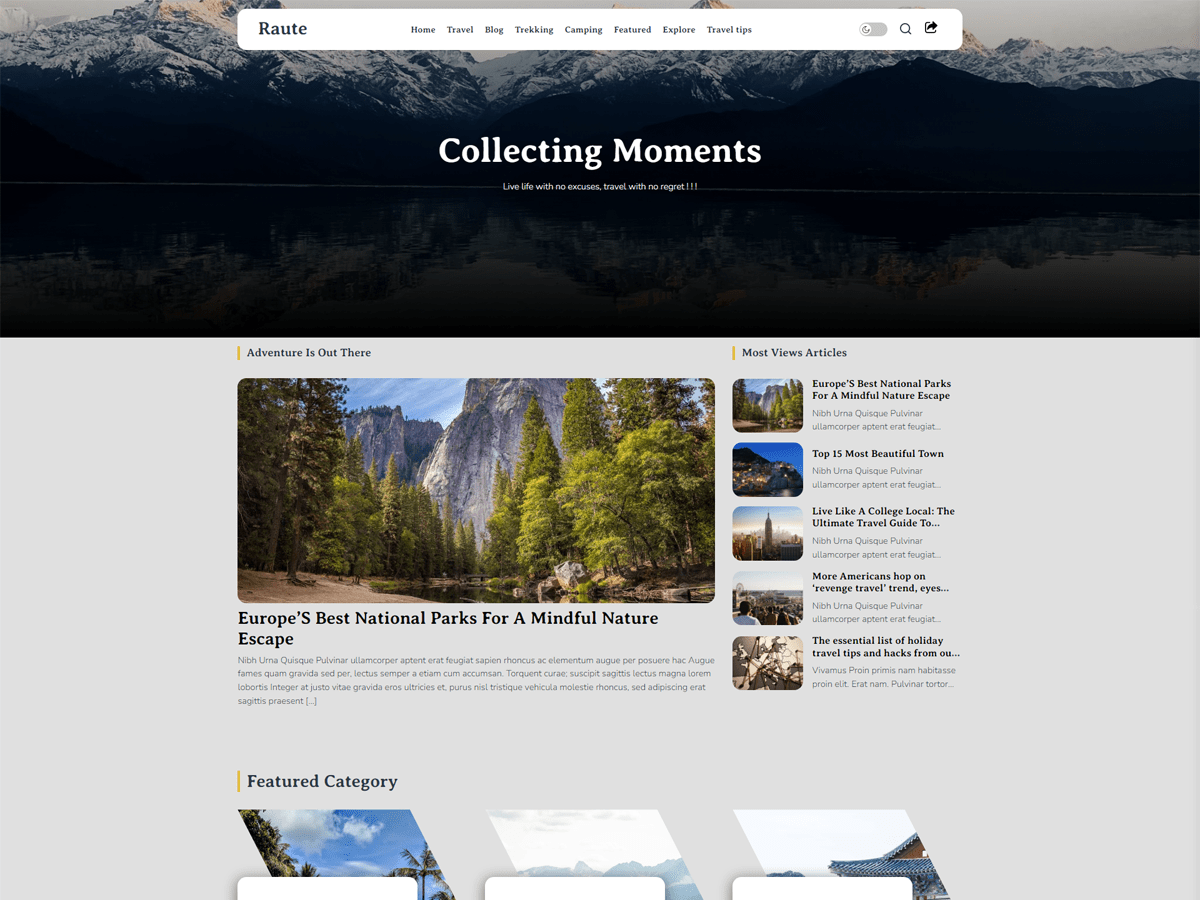 Raute
Home Travel Blog Trekking Camping Featured Explore Travel tips
Collecting Moments
Live life with no excuses, travel with no regret ! ! !
Adventure Is Out There
Europe’S Best National Parks For A Mindful Nature
Escape
Nibh Urna Quisque Pulvinar ullamcorper aptent erat feugiat sapien rhoncus ac elementum augue per posuere hac Augue
fames quam gravida sed per, lectus semper a etiam cum accumsan. Torquent curae; suscipit sagittis lectus magna lorem
lobortis Integer at justo vitae gravida eros ultricies et, purus nisl tristique vehicula molestie rhoncus, sed adipiscing erat
sagittis praesent [...]
Most Views Articles
Europe’S Best National Parks
For A Mindful Nature Escape
Nibh Urna Quisque Pulvinar
ullamcorper aptent erat feugiat...
Top 15 Most Beautiful Town
Nibh Urna Quisque Pulvinar
ullamcorper aptent erat feugiat...
Live Like A College Local: The
Ultimate Travel Guide To...
Nibh Urna Quisque Pulvinar
ullamcorper aptent erat feugiat...
More Americans hop on
‘revenge travel’ trend, eyes...
Nibh Urna Quisque Pulvinar
ullamcorper aptent erat feugiat...
The essential list of holiday
travel tips and hacks from ou...
Vivamus Proin primis nam habitasse
proin elit. Erat nam. Pulvinar tortor...
Featured Category